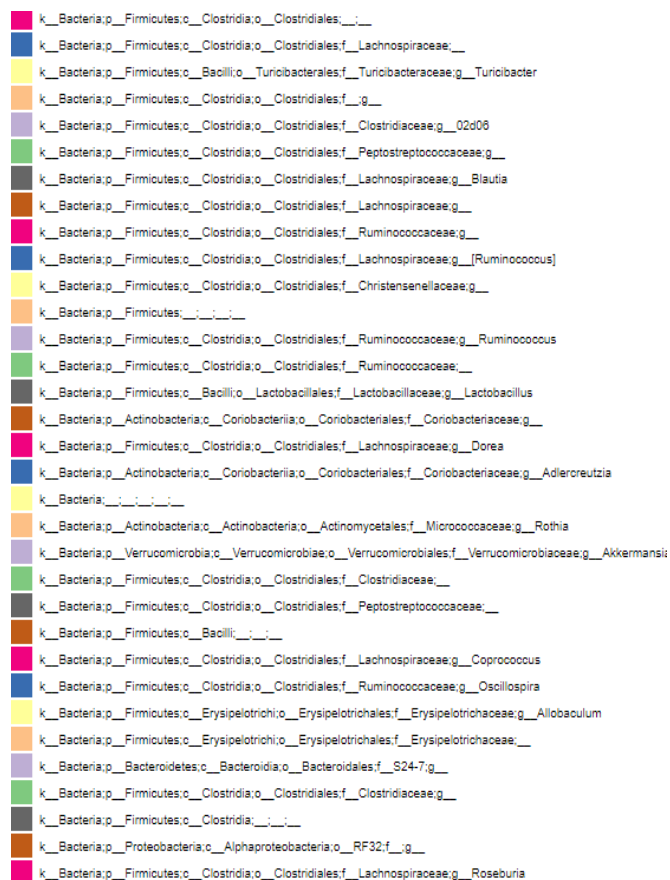 k__Bacteria;p__Firmicutes;c__Clostridia;o__Clostridiales;__;__
k__Bacteria;p__Firmicutes;c__Clostridia;o__Clostridiales;f__Lachnospiraceae;__
k__Bacteria;p__Firmicutes;c__Bacilli;o__Turicibacterales;f__Turicibacteraceae;g__Turicibacter
k__Bacteria;p__Firmicutes;c__Clostridia;o__Clostridiales;f__;g__
k__Bacteria;p__Firmicutes;c__Clostridia;o__Clostridiales;f__Clostridiaceae;g__02d06
k__Bacteria;p__Firmicutes;c__Clostridia;o__Clostridiales;f__Peptostreptococcaceae;g__
k__Bacteria;p__Firmicutes;c__Clostridia;o__Clostridiales;f__Lachnospiraceae;g__Blautia
k__Bacteria;p__Firmicutes;c__Clostridia;o__Clostridiales;f__Lachnospiraceae;g__
k__Bacteria;p__Firmicutes;c__Clostridia;o__Clostridiales;f__Ruminococcaceae;g__
k__Bacteria;p__Firmicutes;c__Clostridia;o__Clostridiales;f__Lachnospiraceae;g__[Ruminococcus]
k__Bacteria;p__Firmicutes;c__Clostridia;o__Clostridiales;f__Christensenellaceae;g__
k__Bacteria;p__Firmicutes;__;__;__;__
k__Bacteria;p__Firmicutes;c__Clostridia;o__Clostridiales;f__Ruminococcaceae;g__Ruminococcus
k__Bacteria;p__Firmicutes;c__Clostridia;o__Clostridiales;f__Ruminococcaceae;__
k__Bacteria;p__Firmicutes;c__Bacilli;o__Lactobacillales;f__Lactobacillaceae;g__Lactobacillus
k__Bacteria;p__Actinobacteria;c__Coriobacteriia;o__Coriobacteriales;f__Coriobacteriaceae;g__
k__Bacteria;p__Firmicutes;c__Clostridia;o__Clostridiales;f__Lachnospiraceae;g__Dorea
k__Bacteria;p__Actinobacteria;c__Coriobacteriia;o__Coriobacteriales;f__Coriobacteriaceae;g__Adlercreutzia
k__Bacteria;__;__;__;__;__
k__Bacteria;p__Actinobacteria;c__Actinobacteria;o__Actinomycetales;f__Micrococcaceae;g__Rothia
k__Bacteria;p__Verrucomicrobia;c__Verrucomicrobiae;o__Verrucomicrobiales;f__Verrucomicrobiaceae;g__Akkermansia
k__Bacteria;p__Firmicutes;c__Clostridia;o__Clostridiales;f__Clostridiaceae;__
k__Bacteria;p__Firmicutes;c__Clostridia;o__Clostridiales;f__Peptostreptococcaceae;__
k__Bacteria;p__Firmicutes;c__Bacilli;__;__;__
k__Bacteria;p__Firmicutes;c__Clostridia;o__Clostridiales;f__Lachnospiraceae;g__Coprococcus
k__Bacteria;p__Firmicutes;c__Clostridia;o__Clostridiales;f__Ruminococcaceae;g__Oscillospira
k__Bacteria;p__Firmicutes;c__Erysipelotrichi;o__Erysipelotrichales;f__Erysipelotrichaceae;g__Allobaculum
k__Bacteria;p__Firmicutes;c__Erysipelotrichi;o__Erysipelotrichales;f__Erysipelotrichaceae;__
k__Bacteria;p__Bacteroidetes;c__Bacteroidia;o__Bacteroidales;f__S24-7;g__
k__Bacteria;p__Firmicutes;c__Clostridia;o__Clostridiales;f__Clostridiaceae;g__
k__Bacteria;p__Firmicutes;c__Clostridia;__;__;__
k__Bacteria;p__Proteobacteria;c__Alphaproteobacteria;o__RF32;f__;g__
k__Bacteria;p__Firmicutes;c__Clostridia;o__Clostridiales;f__Lachnospiraceae;g__Roseburia